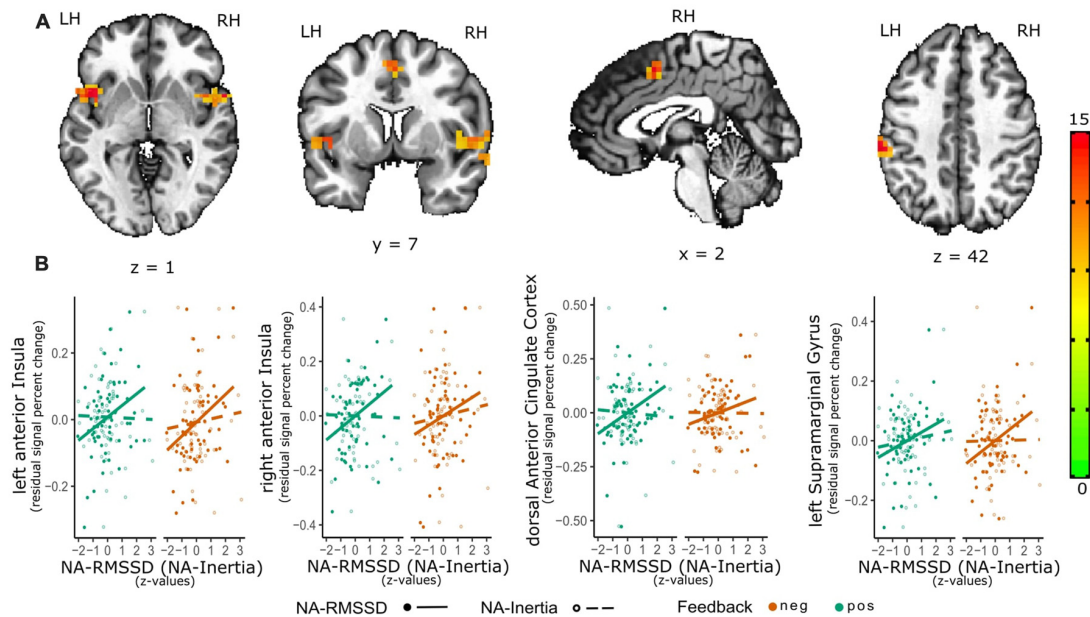 A
LH
RH
LH
RH
RH
LH
RH
z = 1
y = 7
x = 2
z = 42
15
0
B
left anterior Insula
(residual signal percent change)
0.2
0.0
−0.2
−2−1 0 1 2 3
−2−1 0 1 2 3
NA-RMSSD (NA-Inertia)
(z-values)
right anterior Insula
(residual signal percent change)
0.4
0.2
0.0
−0.2
−0.4
−2−1 0 1 2 3
−2−1 0 1 2 3
NA-RMSSD (NA-Inertia)
(z-values)
dorsal Anterior Cingulate Cortex
(residual signal percent change)
0.50
0.25
0.00
−0.25
−0.50
−2−1 0 1 2 3
−2−1 0 1 2 3
NA-RMSSD (NA-Inertia)
(z-values)
left Supramarginal Gyrus
(residual signal percent change)
0.4
0.2
0.0
−0.2
−2−1 0 1 2 3
−2−1 0 1 2 3
NA-RMSSD (NA-Inertia)
(z-values)
NA-RMSSD NA-Inertia Feedback neg pos